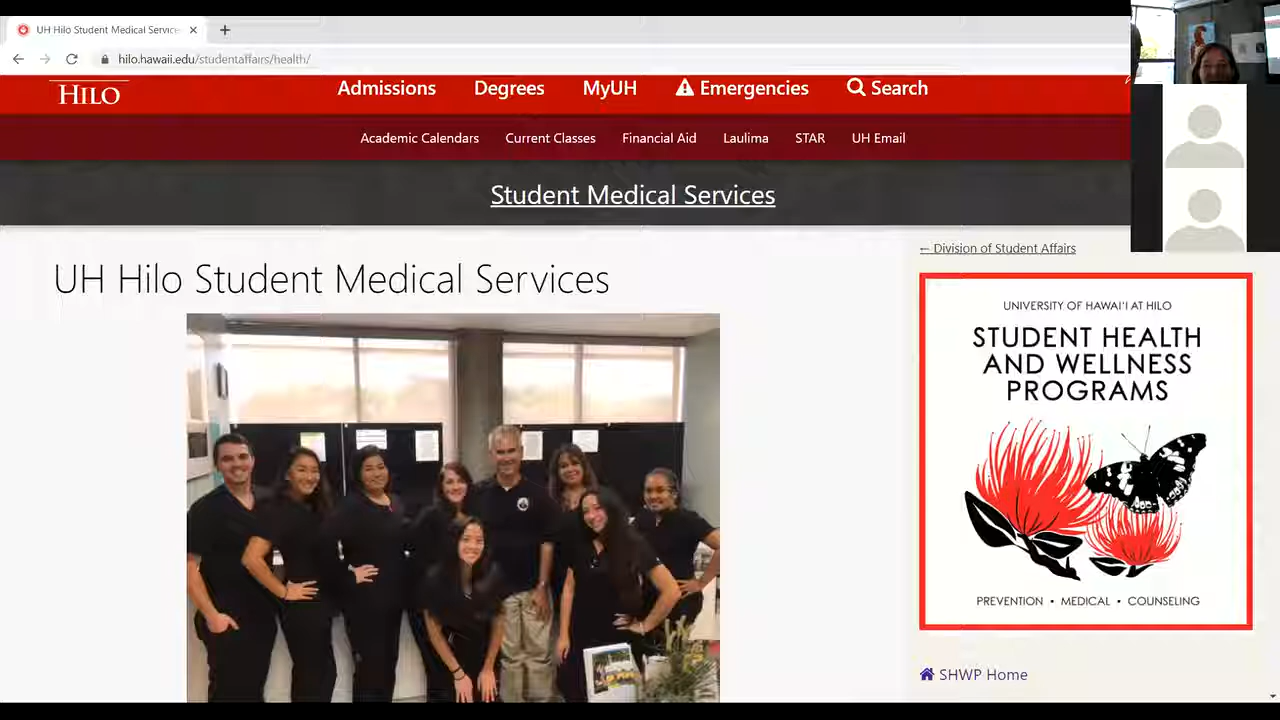 UH Hilo Student Medical Service
hilo.hawaii.edu/studentaffairs/health/
HILO
Admissions
Degrees
MyUH
Emergencies
Search
Academic Calendars
Current Classes
Financial Aid
Laulima
STAR
UH Email
Student Medical Services
← Division of Student Affairs
UH Hilo Student Medical Services
UNIVERSITY OF HAWAIʻI AT HILO
STUDENT HEALTH
AND WELLNESS
PROGRAMS
PREVENTION • MEDICAL • COUNSELING
SHWP Home